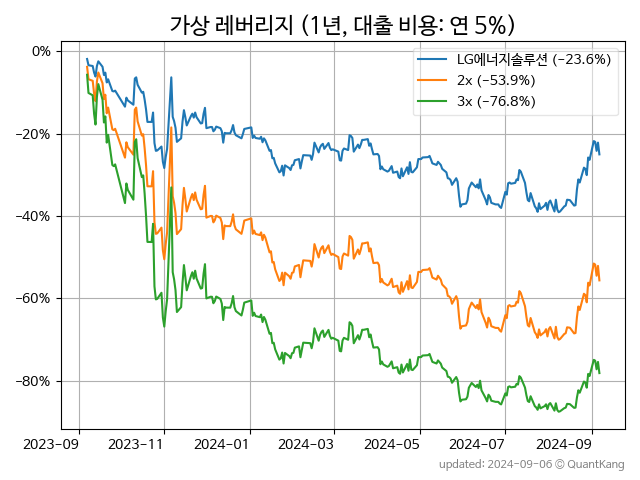 가상 레버리지 (1년, 대출 비용: 연 5%)
LG에너지솔루션 (−23.6%)
2x (−53.9%)
3x (−76.8%)
0%
−20%
−40%
−60%
−80%
2023-09
2023-11
2024-01
2024-03
2024-05
2024-07
2024-09
updated: 2024-09-06 © QuantKang